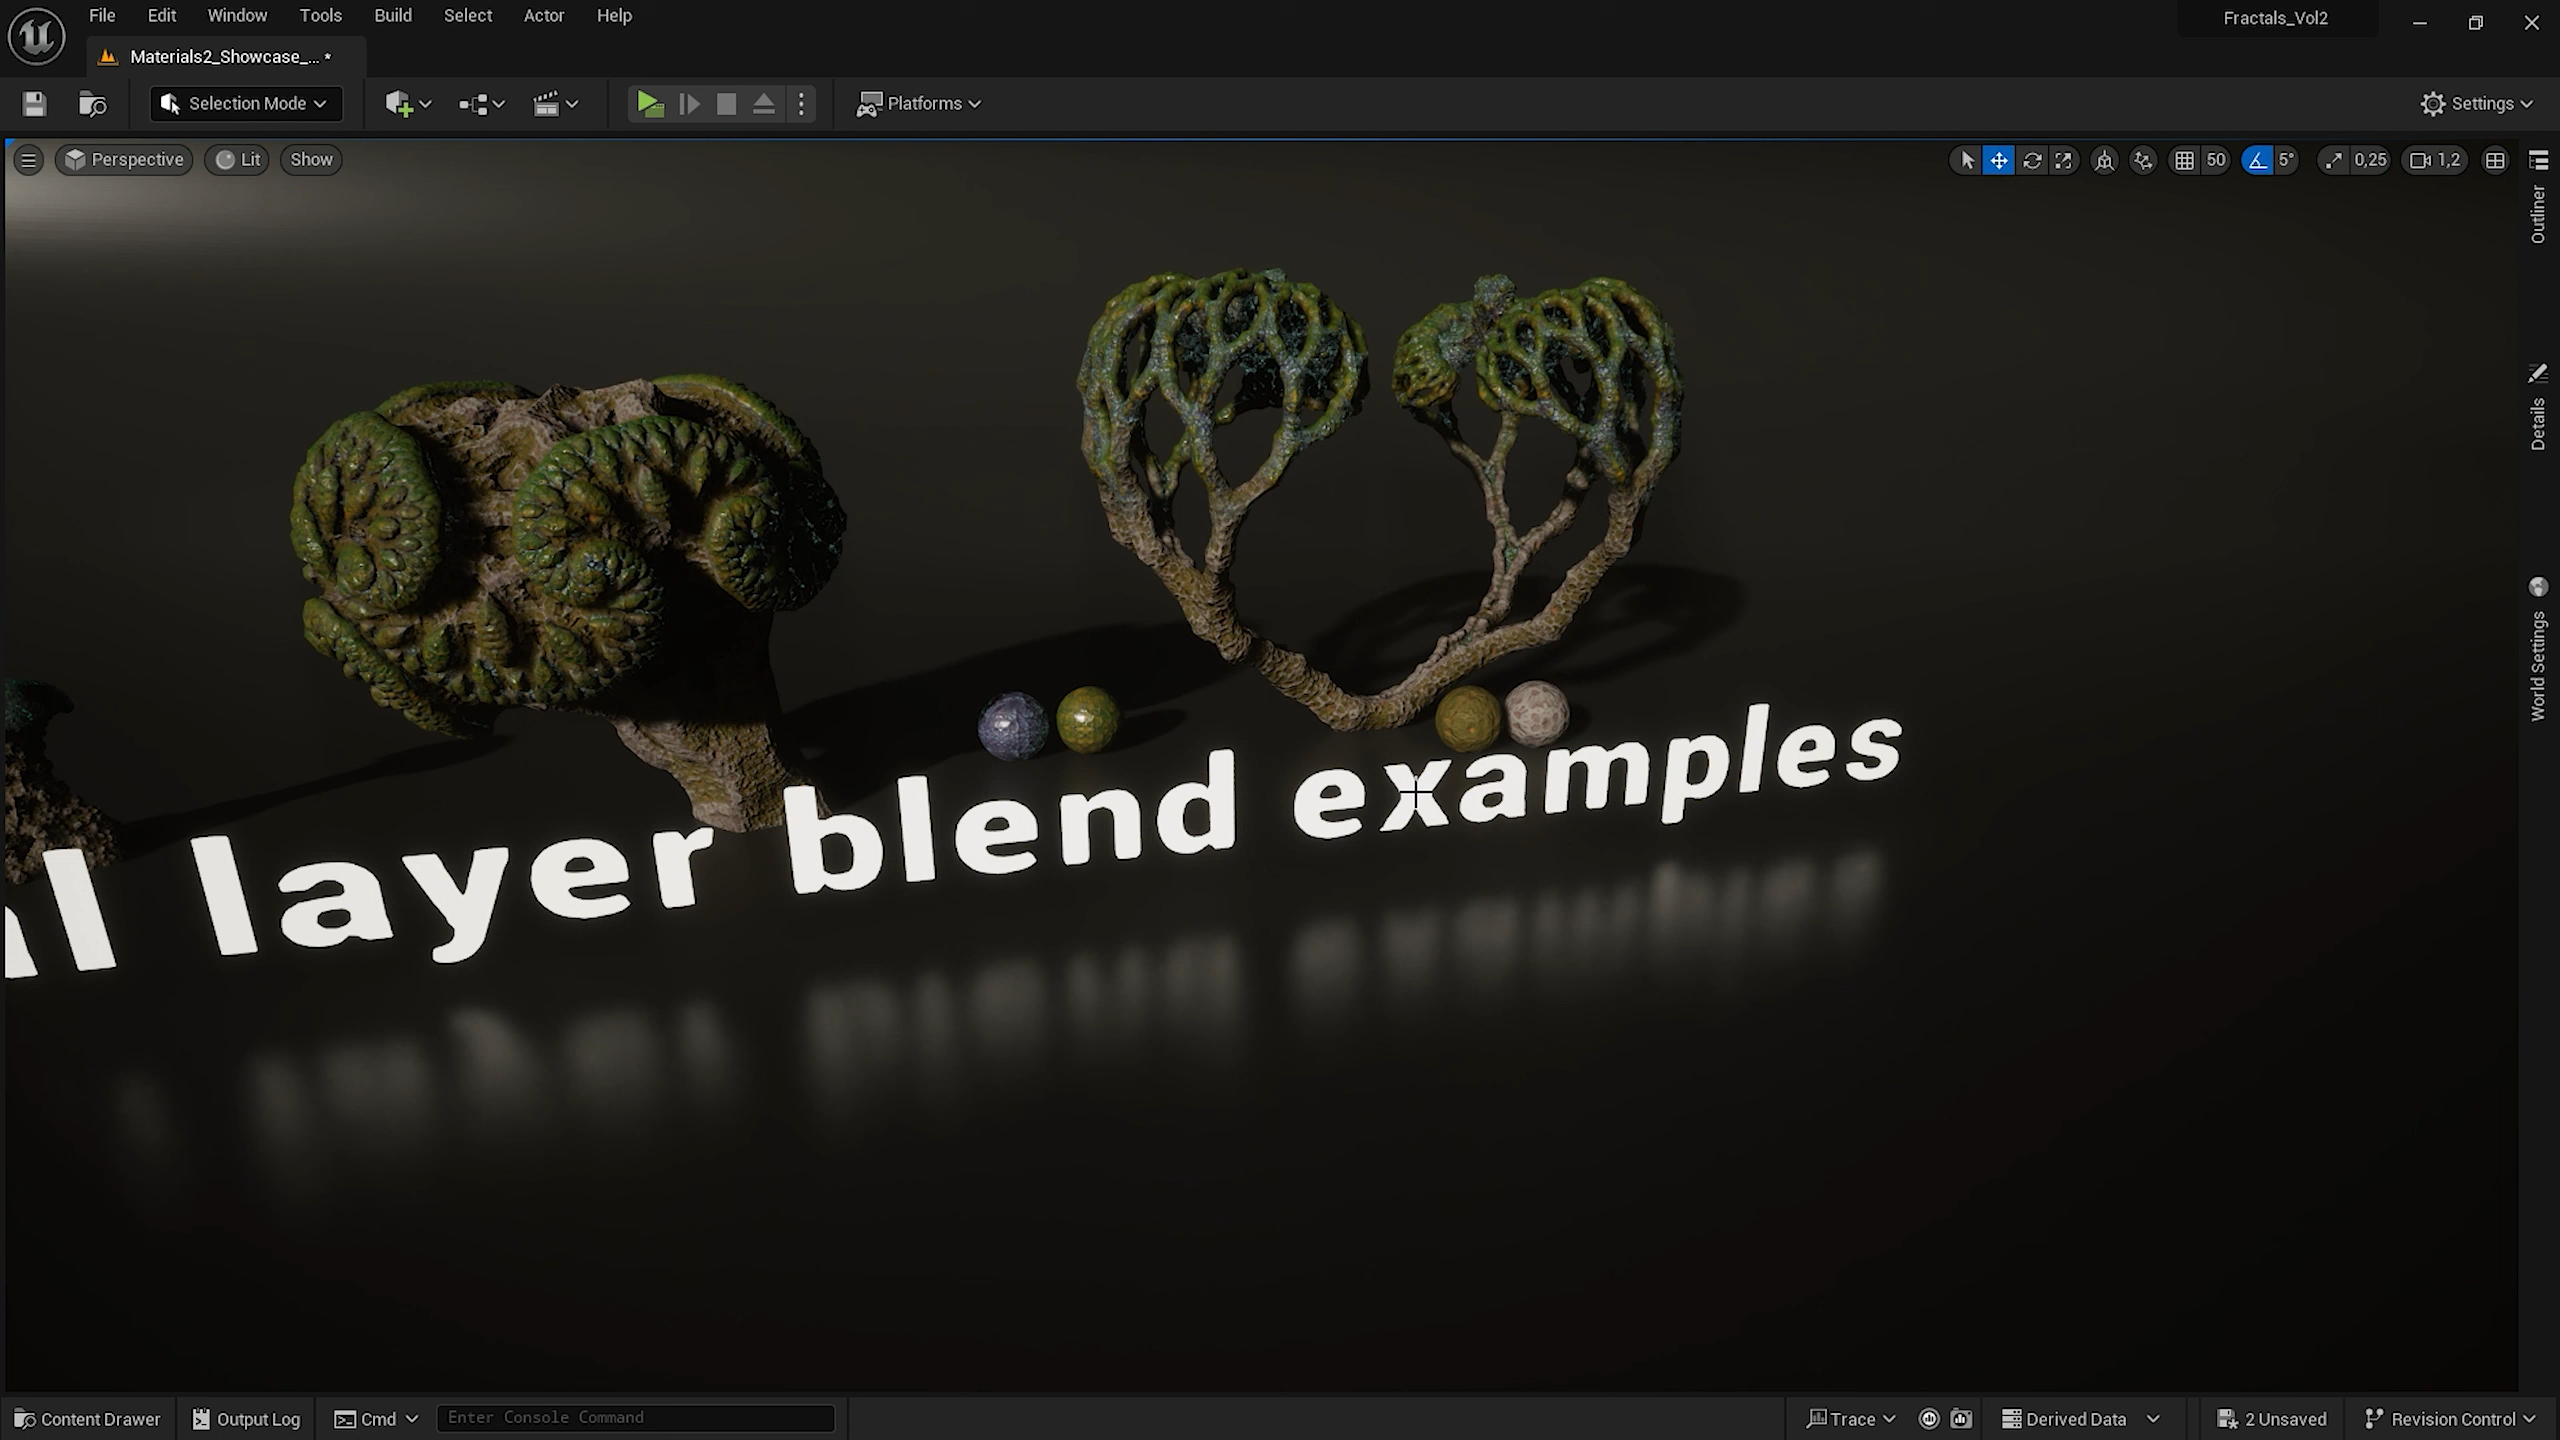 File Edit Window Tools Build Select Actor Help
Fractals_Vol2
Materials2_Showcase_... *
Selection Mode
Platforms
Settings
Perspective Lit Show
50 5° 0,25 1,2
Outliner
Details
World Settings
al layer blend examples
Content Drawer Output Log Cmd Enter Console Command Trace Derived Data 2 Unsaved Revision Control